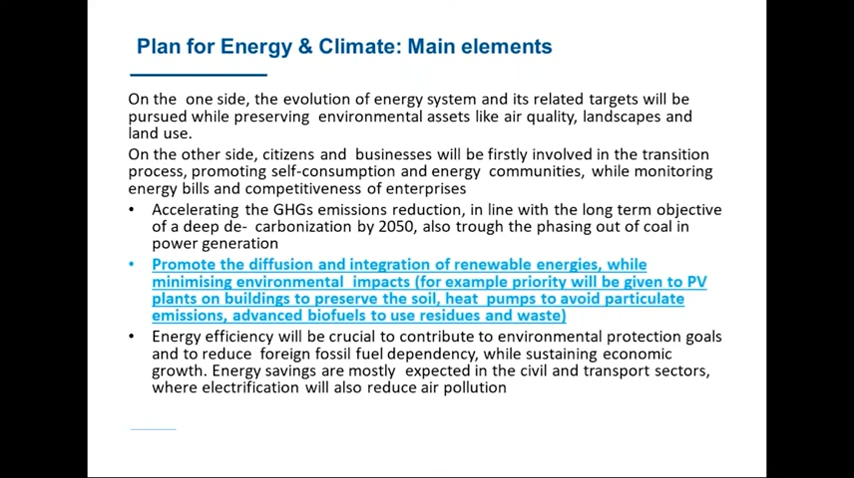 Plan for Energy & Climate: Main elements
On the one side, the evolution of energy system and its related targets will be
pursued while preserving environmental assets like air quality, landscapes and
land use.
On the other side, citizens and businesses will be firstly involved in the transition
process, promoting self-consumption and energy communities, while monitoring
energy bills and competitiveness of enterprises
• Accelerating the GHGs emissions reduction, in line with the long term objective
of a deep de- carbonization by 2050, also trough the phasing out of coal in
power generation
• Promote the diffusion and integration of renewable energies, while
minimising environmental impacts (for example priority will be given to PV
plants on buildings to preserve the soil, heat pumps to avoid particulate
emissions, advanced biofuels to use residues and waste)
• Energy efficiency will be crucial to contribute to environmental protection goals
and to reduce foreign fossil fuel dependency, while sustaining economic
growth. Energy savings are mostly expected in the civil and transport sectors,
where electrification will also reduce air pollution